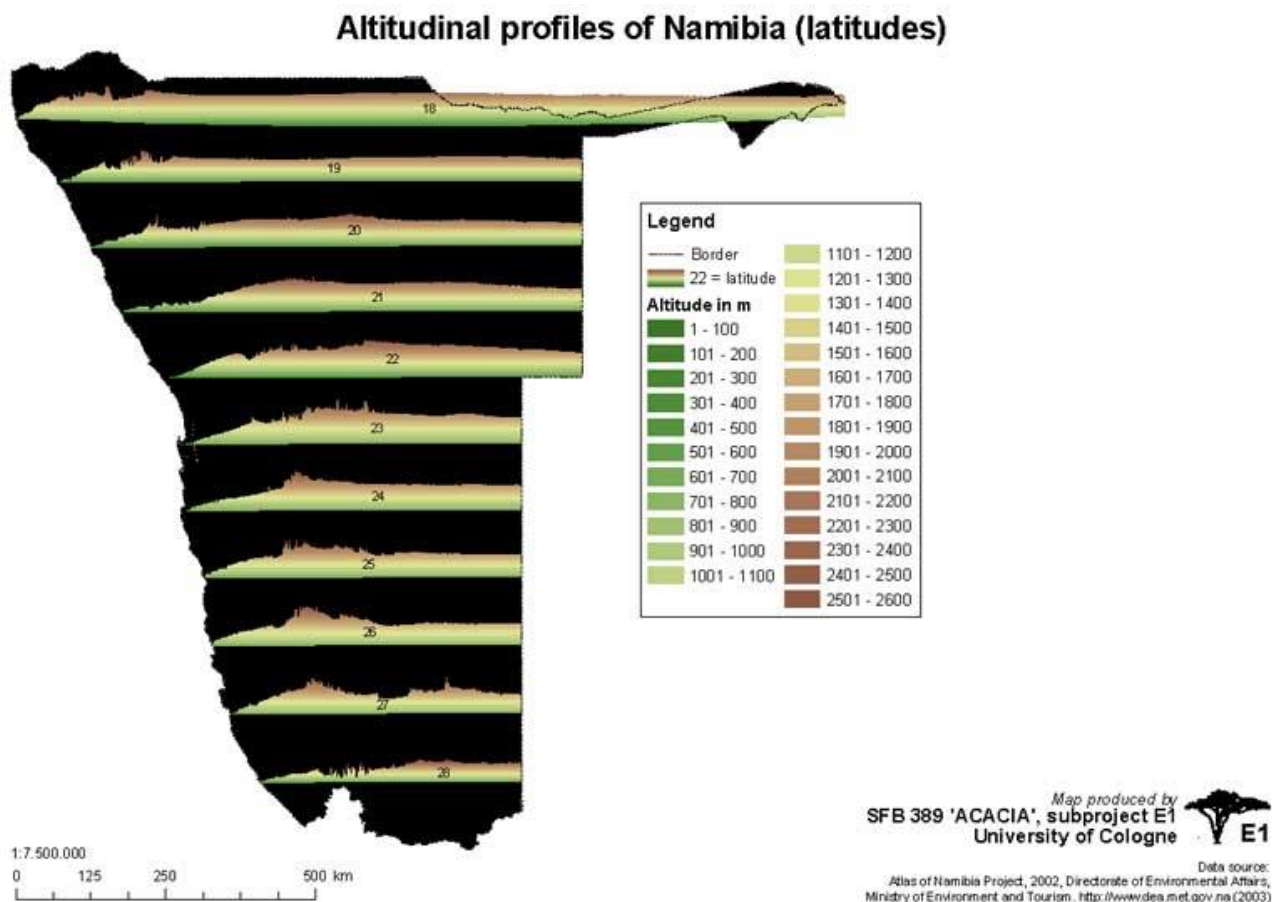 Altitudinal profiles of Namibia (latitudes)
18
19
20
21
22
23
24
25
26
27
28
Legend
Border
22 = latitude
Altitude in m
1 - 100
101 - 200
201 - 300
301 - 400
401 - 500
501 - 600
601 - 700
701 - 800
801 - 900
901 - 1000
1001 - 1100
1101 - 1200
1201 - 1300
1301 - 1400
1401 - 1500
1501 - 1600
1601 - 1700
1701 - 1800
1801 - 1900
1901 - 2000
2001 - 2100
2101 - 2200
2201 - 2300
2301 - 2400
2401 - 2500
2501 - 2600
Map produced by
SFB 389 'ACACIA', subproject E1
University of Cologne
E1
Data source:
Atlas of Namibia Project, 2002, Directorate of Environmental Affairs,
Ministry of Environment and Tourism, http://www.dea.met.gov.na (2003)
1:7.500.000
0 125 250 500 km